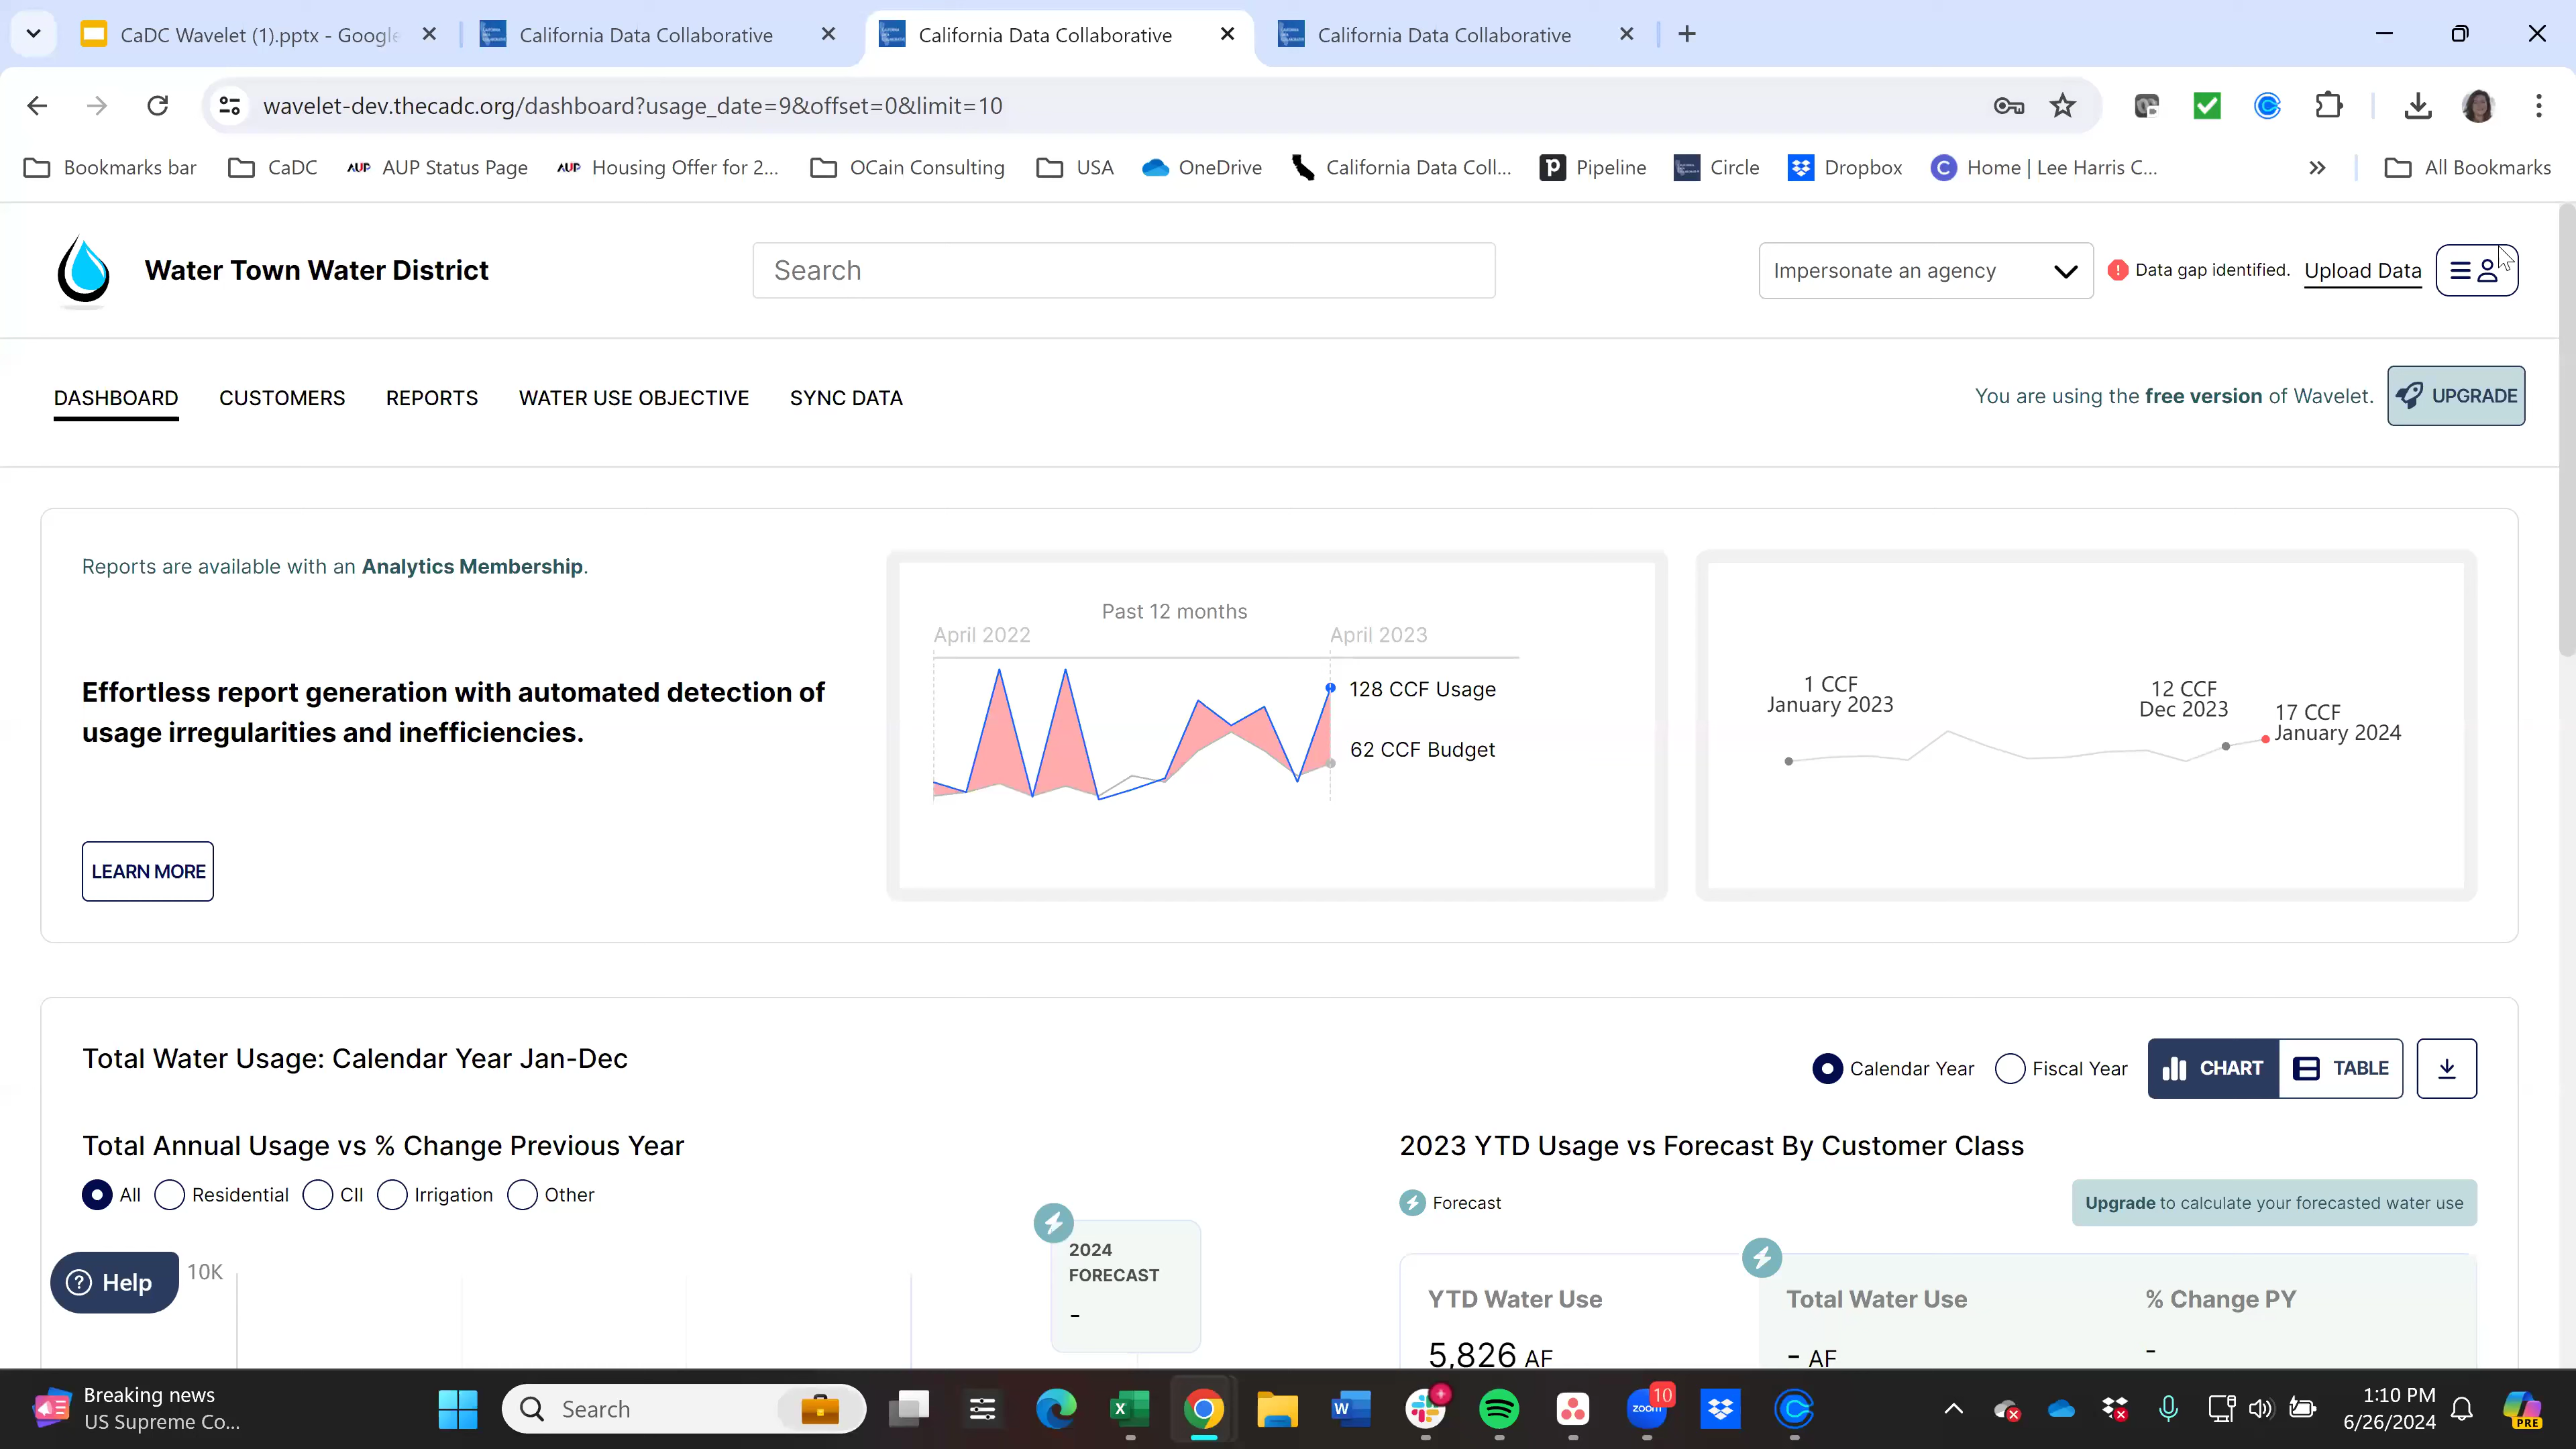 CaDC Wavelet (1).pptx - Google
California Data Collaborative
California Data Collaborative
California Data Collaborative
wavelet-dev.thecadc.org/dashboard?usage_date=9&offset=0&limit=10
Bookmarks bar
CaDC
AUP AUP Status Page
AUP Housing Offer for 2...
OCain Consulting
USA
OneDrive
California Data Coll...
Pipeline
Circle
Dropbox
C Home | Lee Harris C...
All Bookmarks
Water Town Water District
Search
Impersonate an agency
Data gap identified.
Upload Data
DASHBOARD
CUSTOMERS
REPORTS
WATER USE OBJECTIVE
SYNC DATA
You are using the free version of Wavelet.
UPGRADE
Reports are available with an Analytics Membership.
Effortless report generation with automated detection of
usage irregularities and inefficiencies.
LEARN MORE
Past 12 months
April 2022
April 2023
128 CCF Usage
62 CCF Budget
1 CCF
January 2023
12 CCF
Dec 2023
17 CCF
January 2024
Total Water Usage: Calendar Year Jan-Dec
Calendar Year
Fiscal Year
CHART
TABLE
Total Annual Usage vs % Change Previous Year
All
Residential
CII
Irrigation
Other
2023 YTD Usage vs Forecast By Customer Class
Forecast
Upgrade to calculate your forecasted water use
2024
FORECAST
-
10K
Help
YTD Water Use
5,826 AF
Total Water Use
- AF
% Change PY
-
Breaking news
US Supreme Co...
Search
10
zoom
1:10 PM
6/26/2024
PRE